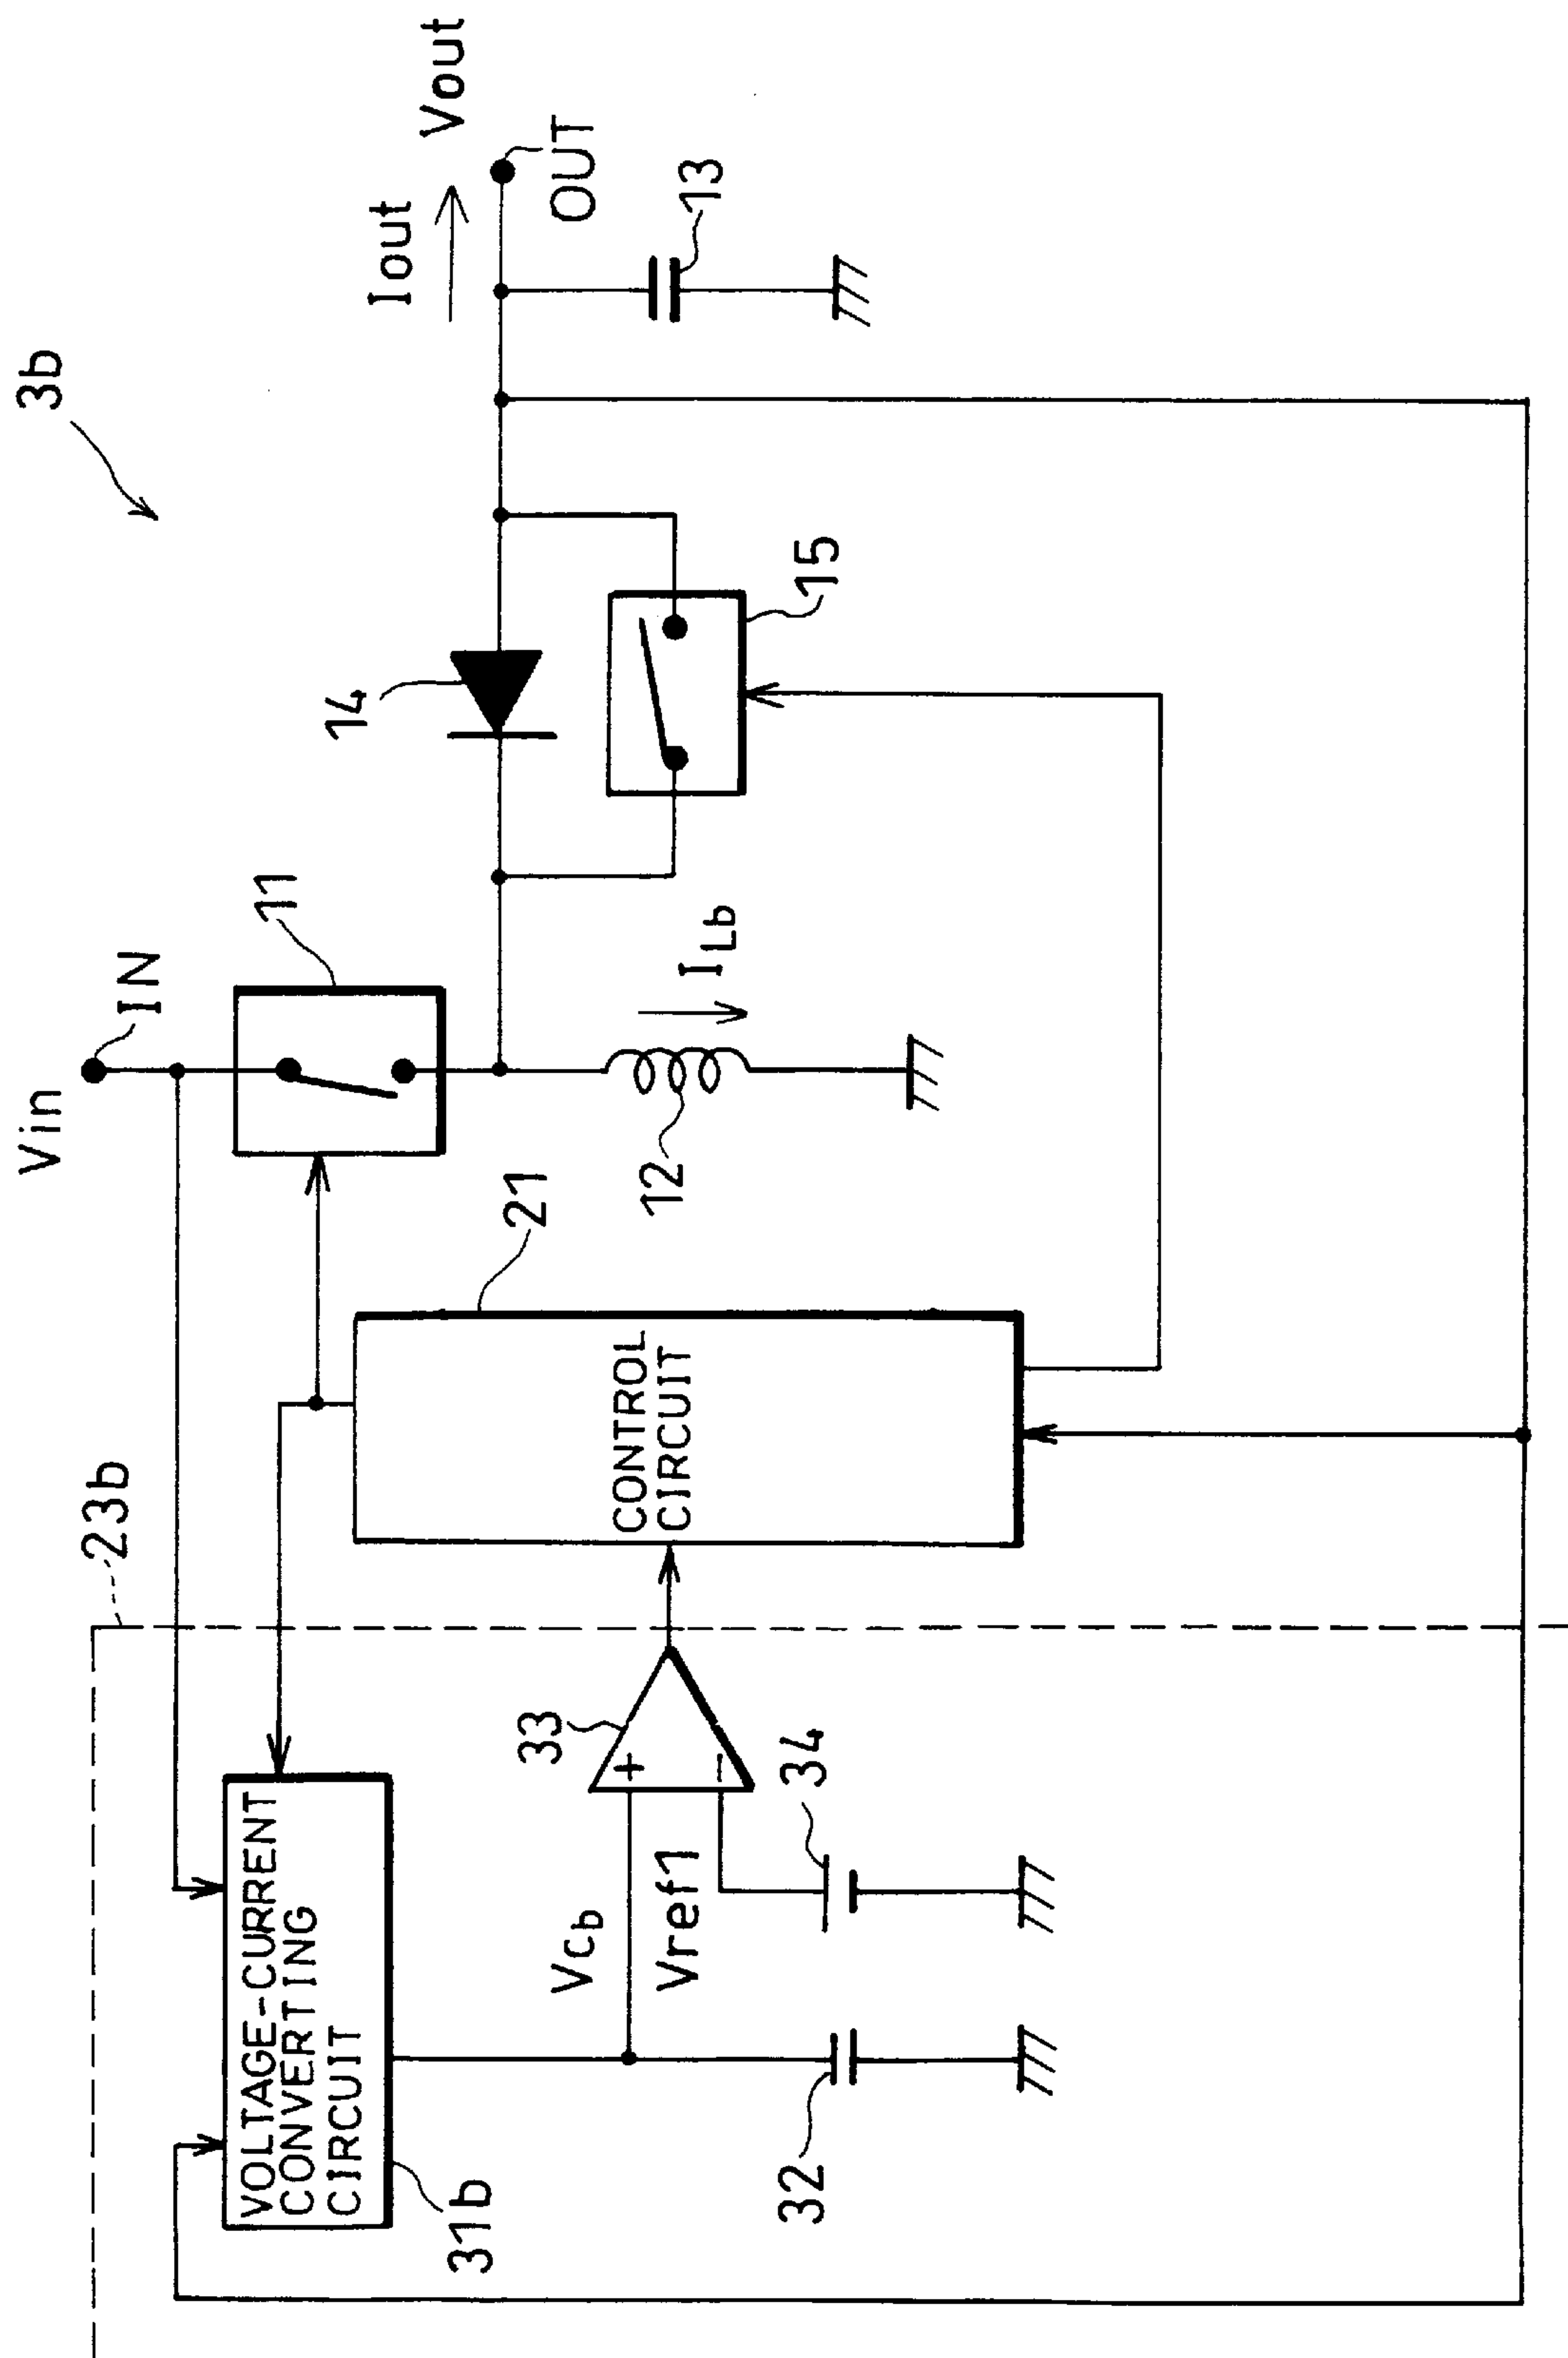 3b
Vin
IN
11
Iout
Vout
OUT
14
13
15
I_Lb
12
21
CONTROL
CIRCUIT
23b
VOLTAGE-CURRENT
CONVERTING
CIRCUIT
31b
33
+
−
Vcb
Vref1
34
32